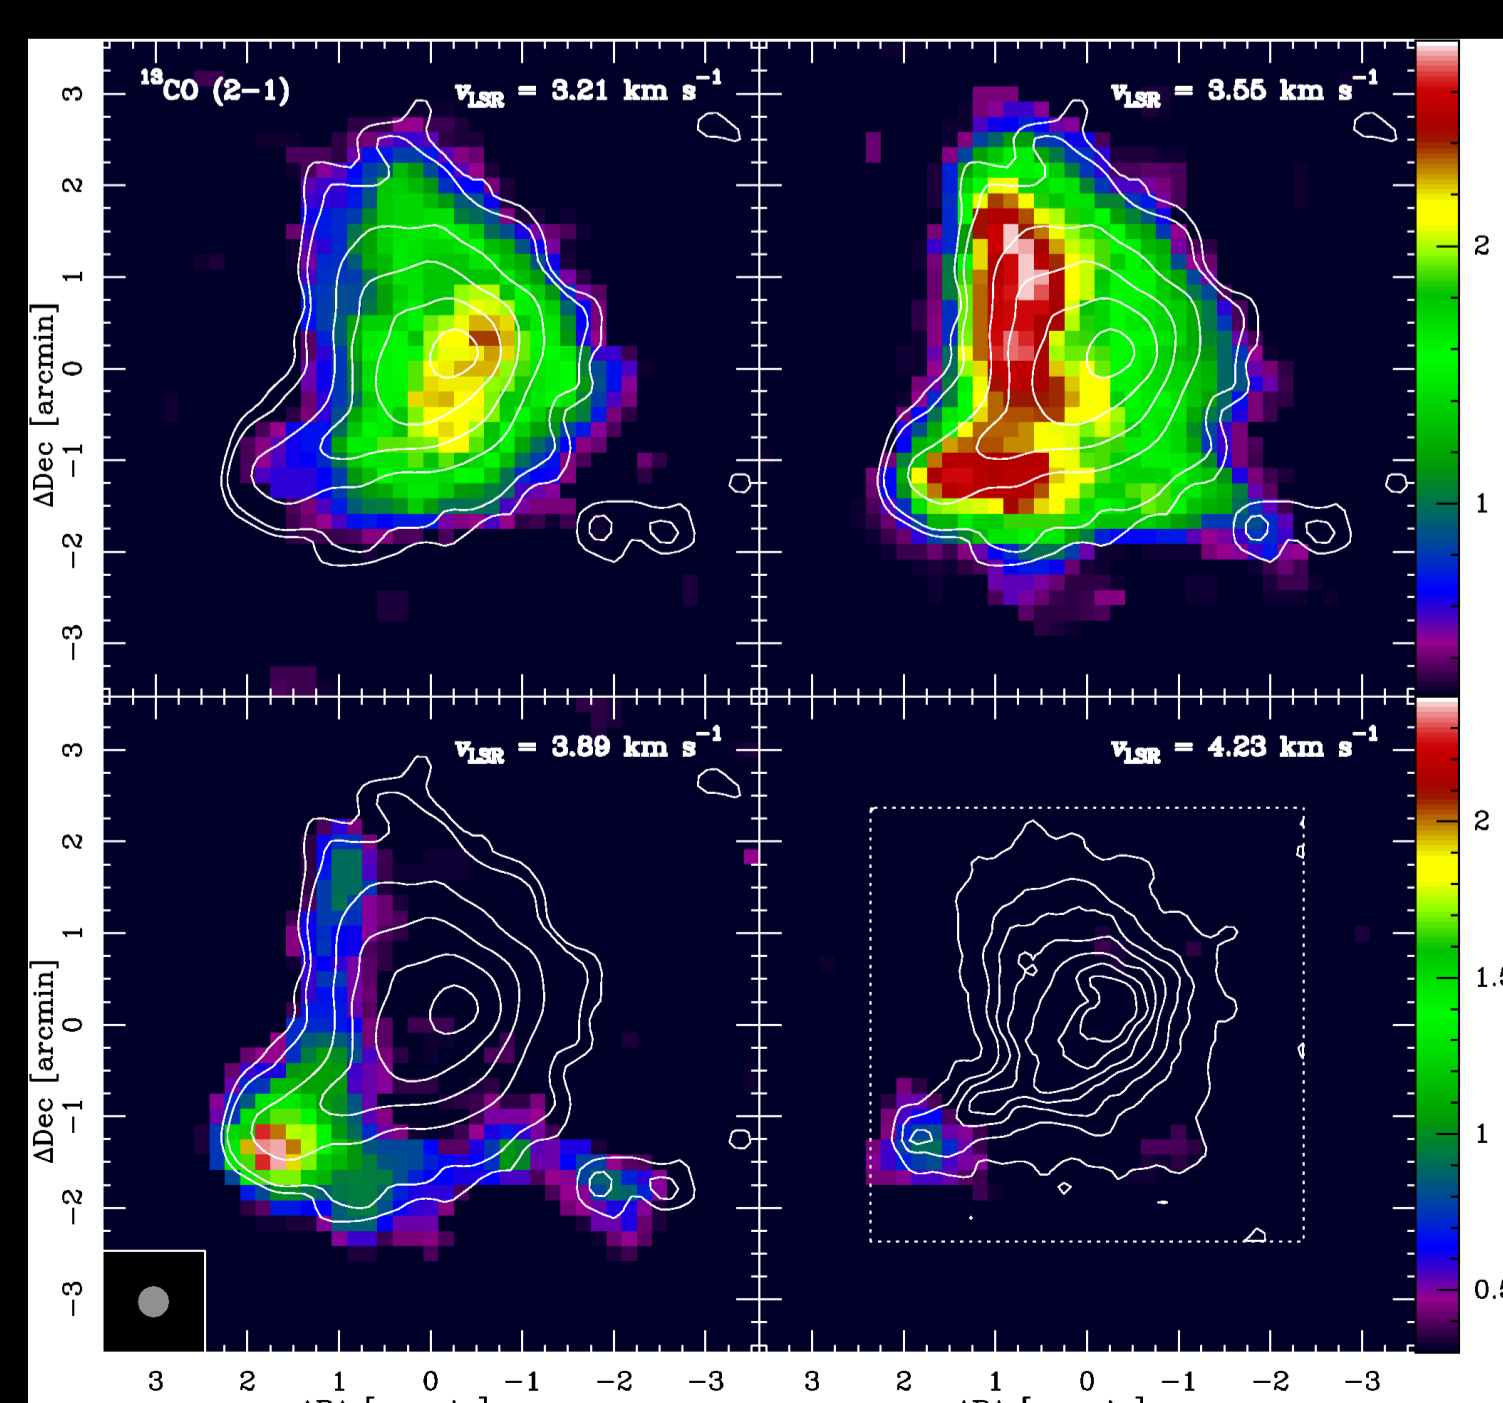 ¹³CO (2−1)
v_LSR = 3.21 km s⁻¹
v_LSR = 3.55 km s⁻¹
3
2
1
0
−1
−2
−3
ΔDec [arcmin]
2
1
v_LSR = 3.89 km s⁻¹
v_LSR = 4.23 km s⁻¹
3
2
1
0
−1
−2
−3
ΔDec [arcmin]
2
1
3 2 1 0 −1 −2 −3
3 2 1 0 −1 −2 −3